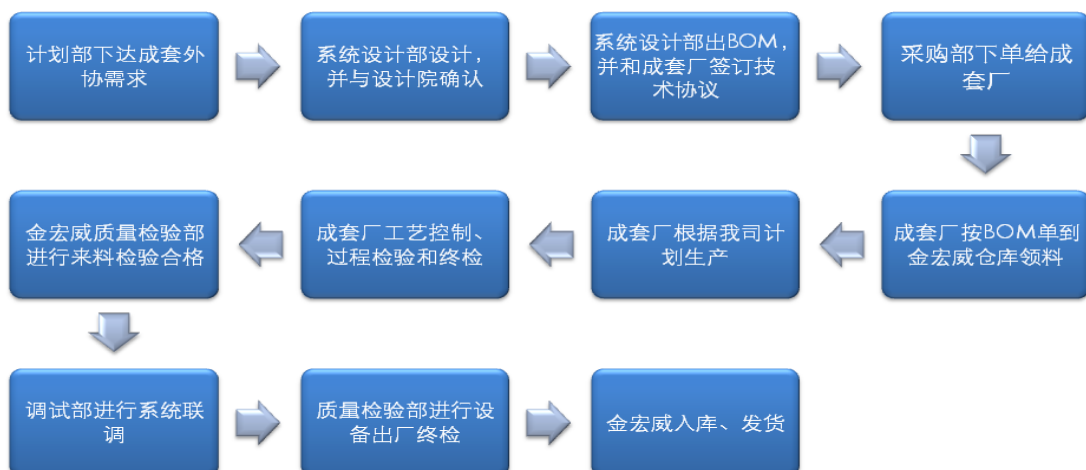 计划部下达成套外
协需求
系统设计部设计，
并与设计院确认
系统设计部出BOM，
并和成套厂签订技
术协议
采购部下单给成
套厂
成套厂按BOM单到
金宏威仓库领料
成套厂根据我司计
划生产
成套厂工艺控制、
过程检验和终检
金宏威质量检验部
进行来料检验合格
调试部进行系统联
调
质量检验部进行设
备出厂终检
金宏威入库、发货